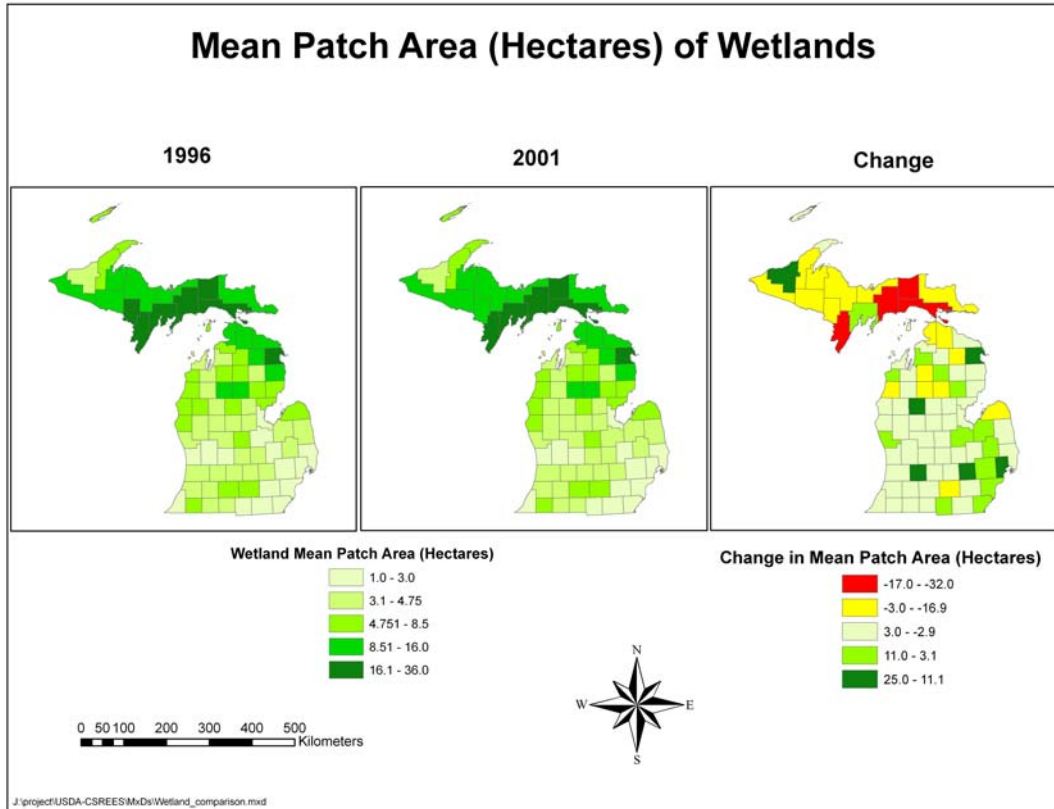 Mean Patch Area (Hectares) of Wetlands
1996
2001
Change
Wetland Mean Patch Area (Hectares)
1.0 - 3.0
3.1 - 4.75
4.751 - 8.5
8.51 - 16.0
16.1 - 36.0
Change in Mean Patch Area (Hectares)
-17.0 - -32.0
-3.0 - -16.9
3.0 - -2.9
11.0 - 3.1
25.0 - 11.1
N
W E
S
0 50 100 200 300 400 500
Kilometers
J:\project\USDA-CSREES\MxDs\Wetland_comparison.mxd